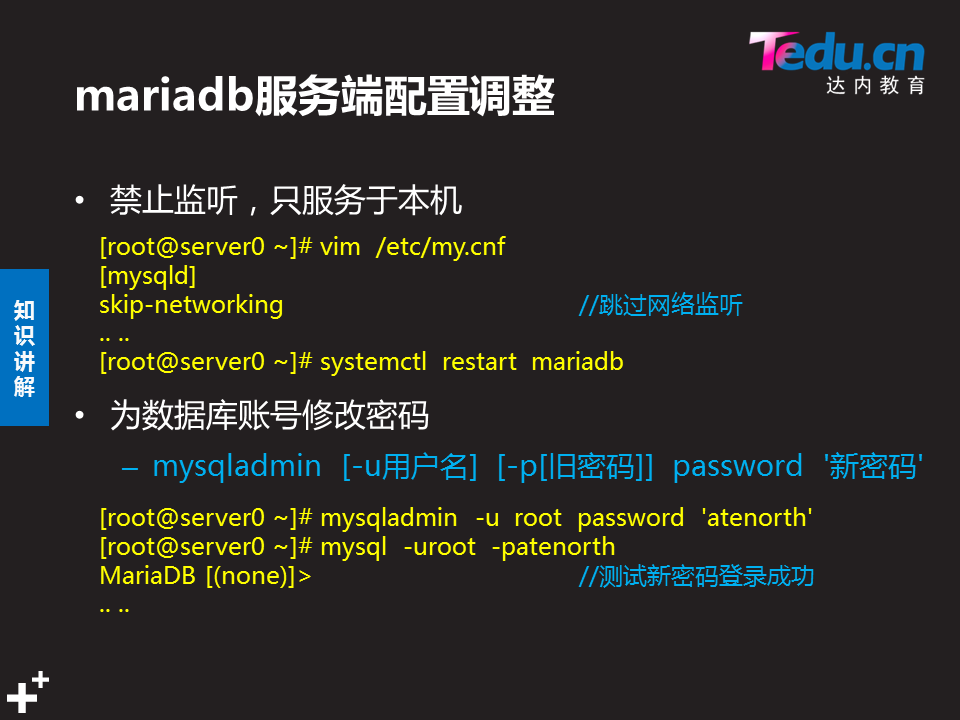 Tedu.cn
达内教育
mariadb服务端配置调整
• 禁止监听，只服务于本机
[root@server0 ~]# vim /etc/my.cnf
[mysqld]
skip-networking //跳过网络监听
.. ..
[root@server0 ~]# systemctl restart mariadb
知识讲解
• 为数据库账号修改密码
– mysqladmin [-u用户名] [-p[旧密码]] password '新密码'
[root@server0 ~]# mysqladmin -u root password 'atenorth'
[root@server0 ~]# mysql -uroot -patenorth
MariaDB [(none)]> //测试新密码登录成功
.. ..